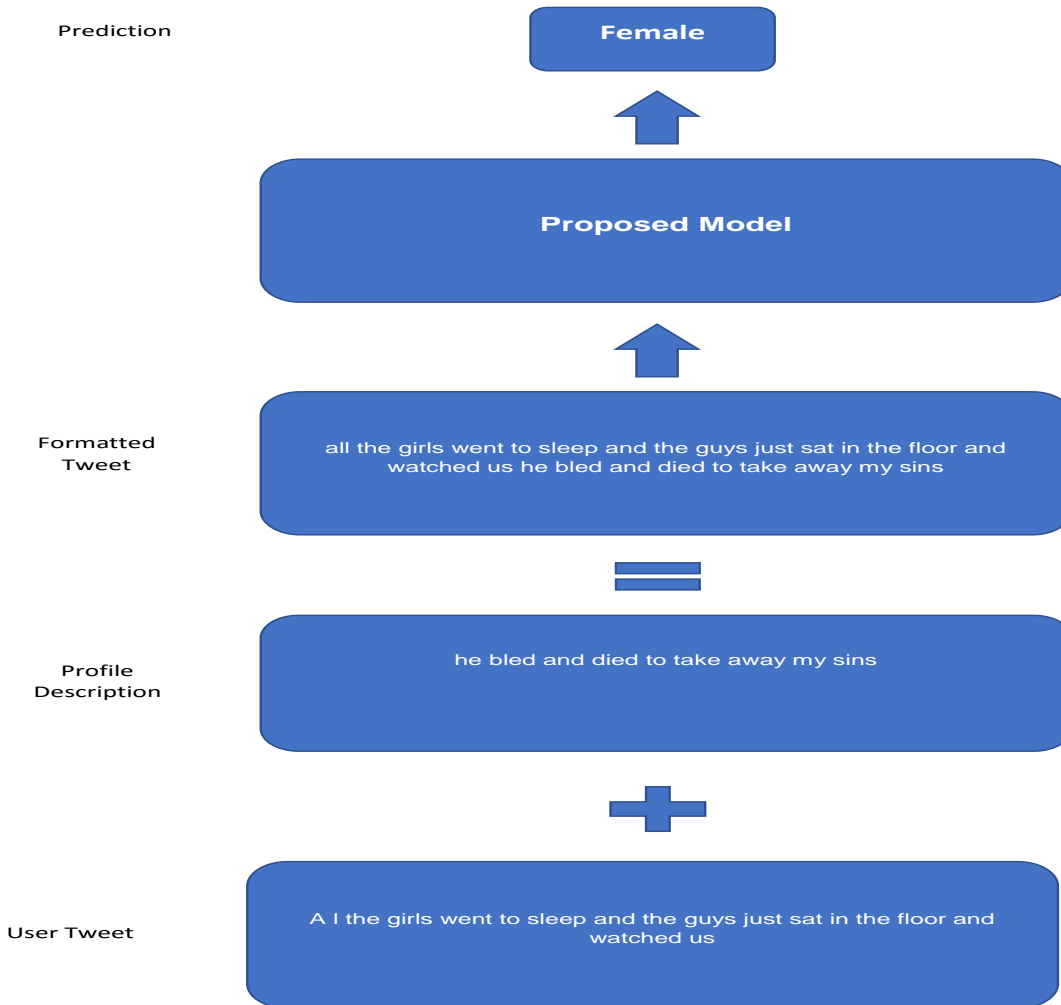 Prediction
Female
Proposed Model
Formatted
Tweet
all the girls went to sleep and the guys just sat in the floor and
watched us he bled and died to take away my sins
Profile
Description
he bled and died to take away my sins
User Tweet
A l the girls went to sleep and the guys just sat in the floor and
watched us